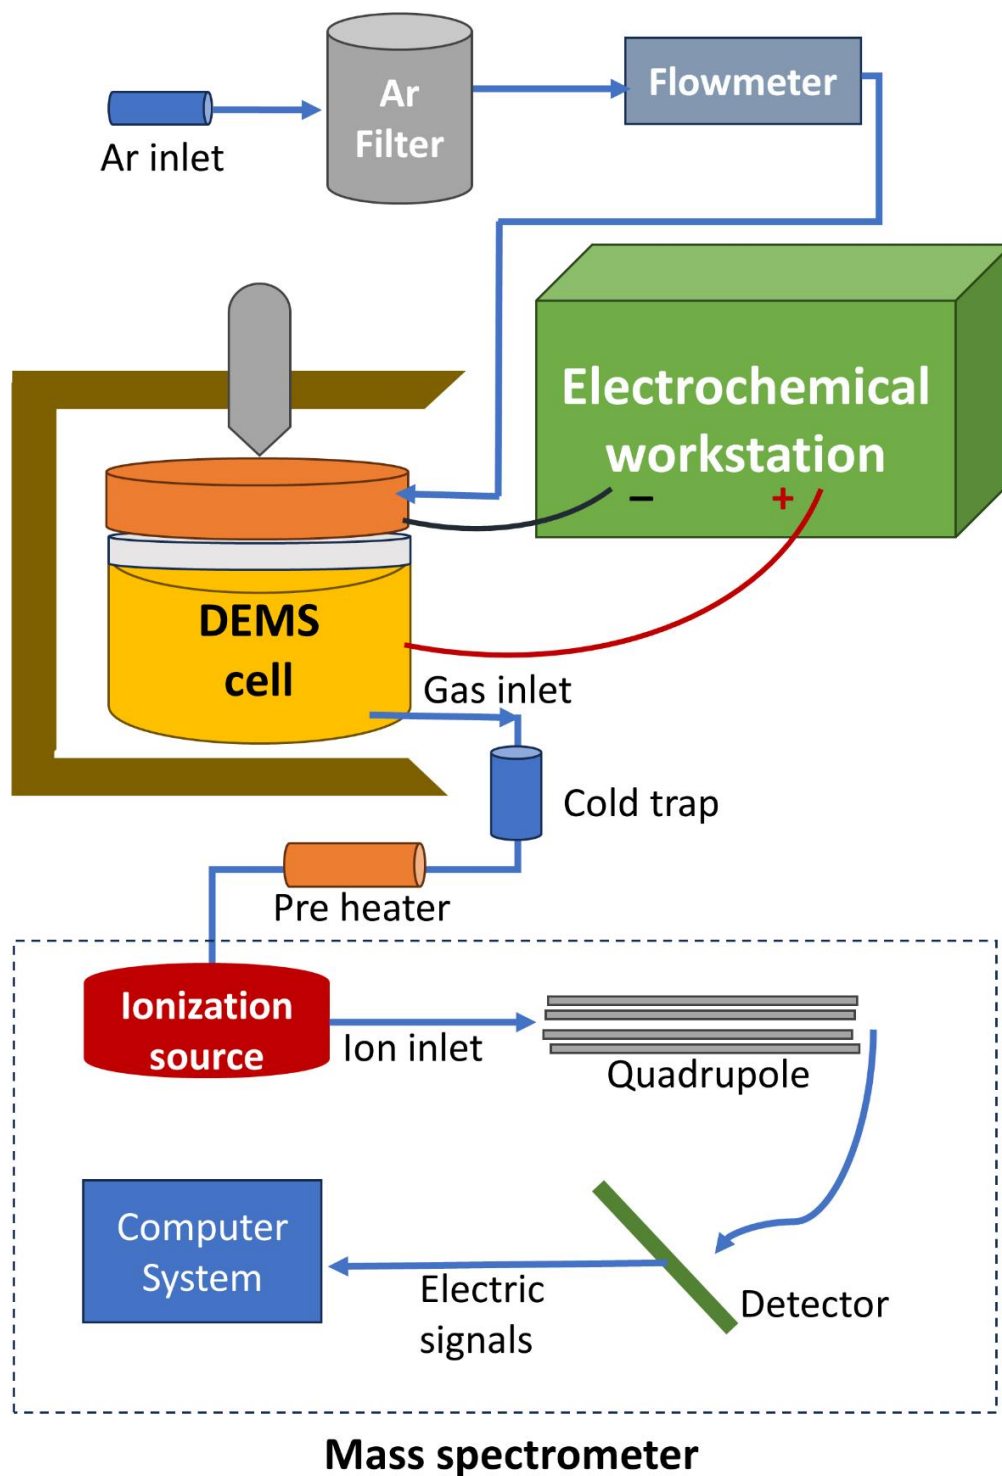 Ar
Filter
Flowmeter
Ar inlet
Electrochemical
workstation
– +
DEMS
cell
Gas inlet
Cold trap
Pre heater
Ionization
source
Ion inlet
Quadrupole
Computer
System
Electric
signals
Detector
Mass spectrometer